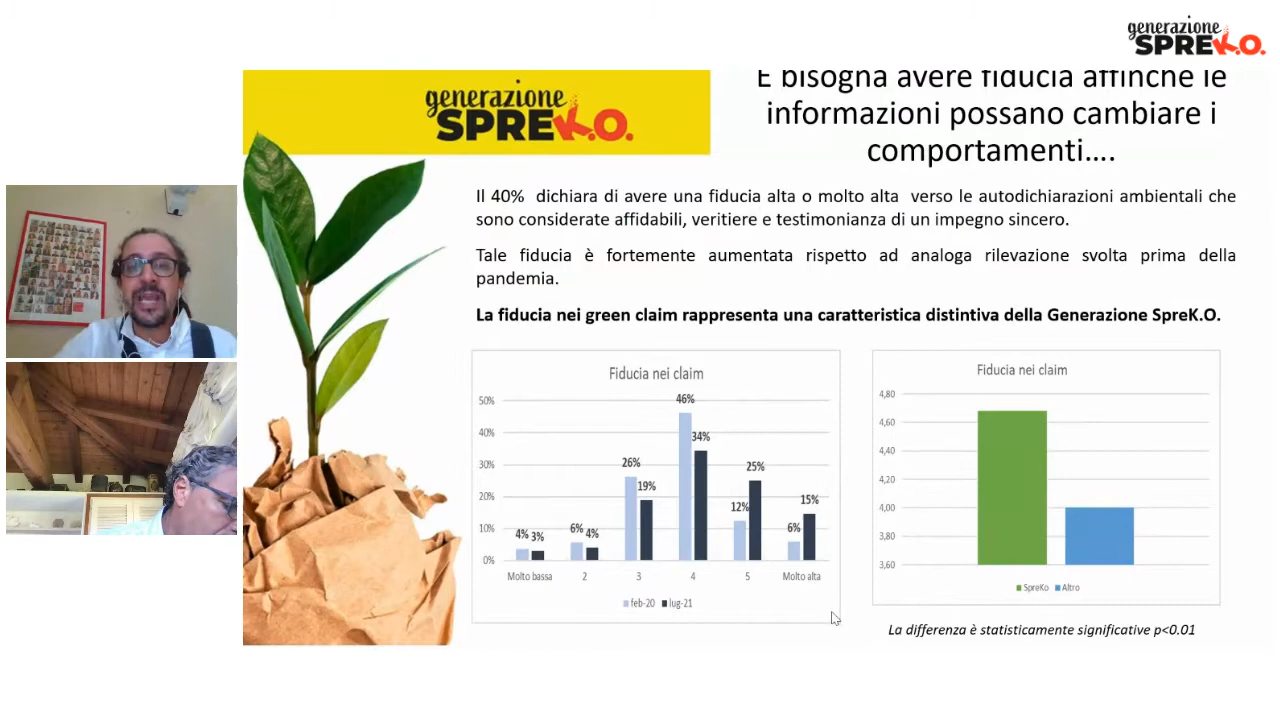 generazione
SPREK.O.
generazione
SPREK.O.
E bisogna avere fiducia affinché le
informazioni possano cambiare i
comportamenti....
Il 40% dichiara di avere una fiducia alta o molto alta verso le autodichiarazioni ambientali che
sono considerate affidabili, veritiere e testimonianza di un impegno sincero.
Tale fiducia è fortemente aumentata rispetto ad analoga rilevazione svolta prima della
pandemia.
La fiducia nei green claim rappresenta una caratteristica distintiva della Generazione SpreK.O.
Fiducia nei claim
50%
40%
30%
20%
10%
0%
4% 3%
6% 4%
26% 19%
46% 34%
12% 25%
6% 15%
Molto bassa 2 3 4 5 Molto alta
feb-20 lug-21
Fiducia nei claim
4,80
4,60
4,40
4,20
4,00
3,80
3,60
SpreKo Altro
La differenza è statisticamente significative p<0.01